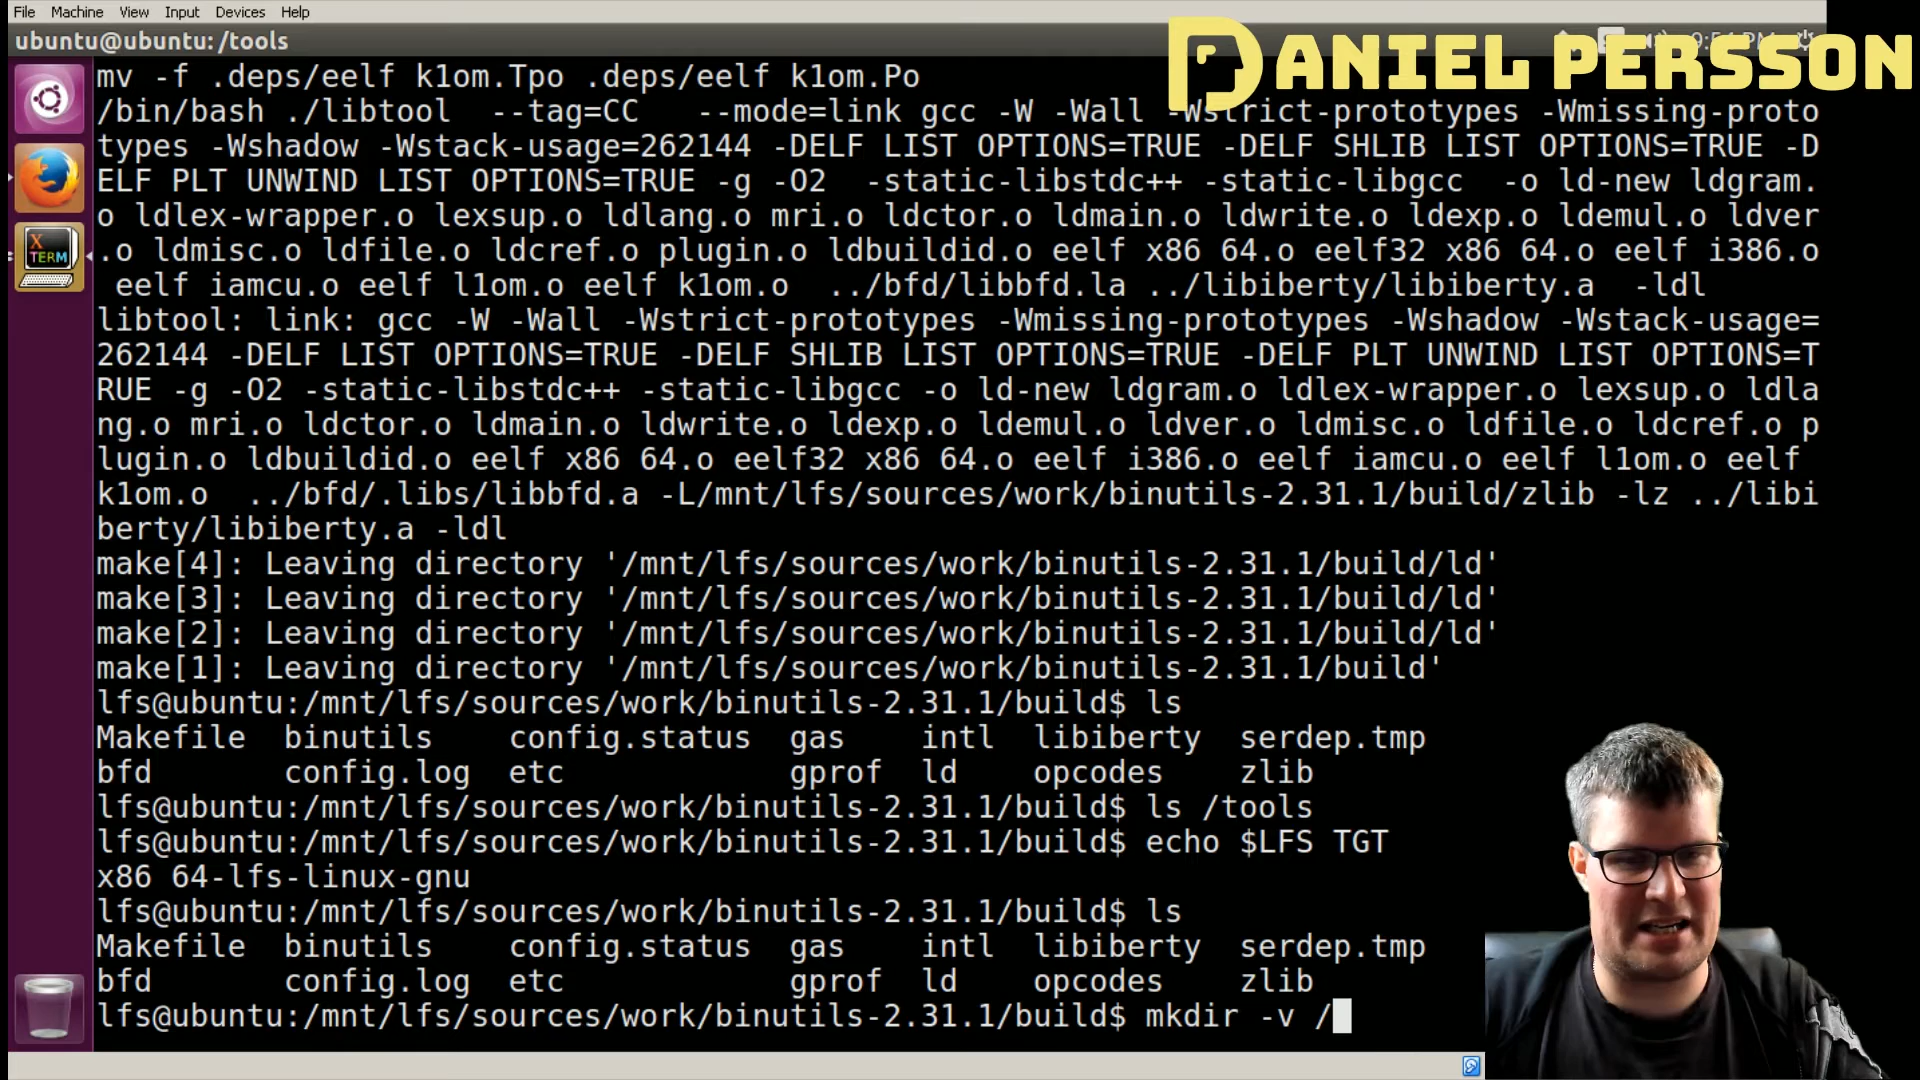 File Machine View Input Devices Help
ubuntu@ubuntu: /tools
DANIEL PERSSON
mv -f .deps/eelf k1om.Tpo .deps/eelf k1om.Po
/bin/bash ./libtool  --tag=CC   --mode=link gcc -W -Wall -Wstrict-prototypes -Wmissing-proto
types -Wshadow -Wstack-usage=262144 -DELF LIST OPTIONS=TRUE -DELF SHLIB LIST OPTIONS=TRUE -D
ELF PLT UNWIND LIST OPTIONS=TRUE -g -O2  -static-libstdc++ -static-libgcc  -o ld-new ldgram.
o ldlex-wrapper.o lexsup.o ldlang.o mri.o ldctor.o ldmain.o ldwrite.o ldexp.o ldemul.o ldver
.o ldmisc.o ldfile.o ldcref.o plugin.o ldbuildid.o eelf x86 64.o eelf32 x86 64.o eelf i386.o
 eelf iamcu.o eelf l1om.o eelf k1om.o  ../bfd/libbfd.la ../libiberty/libiberty.a  -ldl
libtool: link: gcc -W -Wall -Wstrict-prototypes -Wmissing-prototypes -Wshadow -Wstack-usage=
262144 -DELF LIST OPTIONS=TRUE -DELF SHLIB LIST OPTIONS=TRUE -DELF PLT UNWIND LIST OPTIONS=T
RUE -g -O2 -static-libstdc++ -static-libgcc -o ld-new ldgram.o ldlex-wrapper.o lexsup.o ldla
ng.o mri.o ldctor.o ldmain.o ldwrite.o ldexp.o ldemul.o ldver.o ldmisc.o ldfile.o ldcref.o p
lugin.o ldbuildid.o eelf x86 64.o eelf32 x86 64.o eelf i386.o eelf iamcu.o eelf l1om.o eelf
k1om.o  ../bfd/.libs/libbfd.a -L/mnt/lfs/sources/work/binutils-2.31.1/build/zlib -lz ../libi
berty/libiberty.a -ldl
make[4]: Leaving directory '/mnt/lfs/sources/work/binutils-2.31.1/build/ld'
make[3]: Leaving directory '/mnt/lfs/sources/work/binutils-2.31.1/build/ld'
make[2]: Leaving directory '/mnt/lfs/sources/work/binutils-2.31.1/build/ld'
make[1]: Leaving directory '/mnt/lfs/sources/work/binutils-2.31.1/build'
lfs@ubuntu:/mnt/lfs/sources/work/binutils-2.31.1/build$ ls
Makefile  binutils    config.status  gas    intl  libiberty  serdep.tmp
bfd       config.log  etc            gprof  ld    opcodes    zlib
lfs@ubuntu:/mnt/lfs/sources/work/binutils-2.31.1/build$ ls /tools
lfs@ubuntu:/mnt/lfs/sources/work/binutils-2.31.1/build$ echo $LFS TGT
x86 64-lfs-linux-gnu
lfs@ubuntu:/mnt/lfs/sources/work/binutils-2.31.1/build$ ls
Makefile  binutils    config.status  gas    intl  libiberty  serdep.tmp
bfd       config.log  etc            gprof  ld    opcodes    zlib
lfs@ubuntu:/mnt/lfs/sources/work/binutils-2.31.1/build$ mkdir -v /
X
TERM